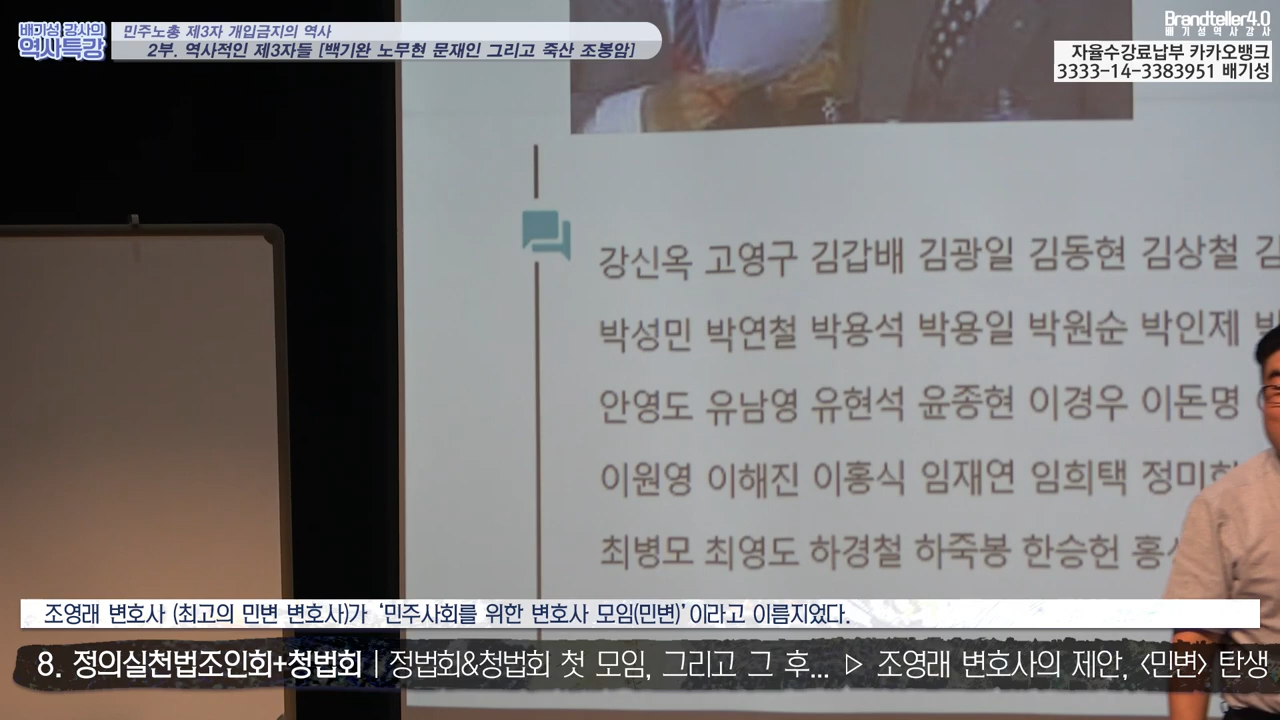 배기성 강사의
역사특강
민주노총 제3자 개입금지의 역사
2부. 역사적인 제3자들 [백기완 노무현 문재인 그리고 죽산 조봉암]
Brandteller4.0
배기성역사강사
자율수강료납부 카카오뱅크
3333-14-3383951 배기성
강신옥 고영구 김갑배 김광일 김동현 김상철
박성민 박연철 박용석 박용일 박원순 박인제
안영도 유남영 유현석 윤종현 이경우 이돈명
이원영 이해진 이홍식 임재연 임희택
최병모 최영도 하경철 하죽봉 한승헌
조영래 변호사 (최고의 민변 변호사)가 ‘민주사회를 위한 변호사 모임(민변)’이라고 이름지었다.
8. 정의실천법조인회+청법회 | 정법회&청법회 첫 모임, 그리고 그 후... ▷ 조영래 변호사의 제안, <민변> 탄생